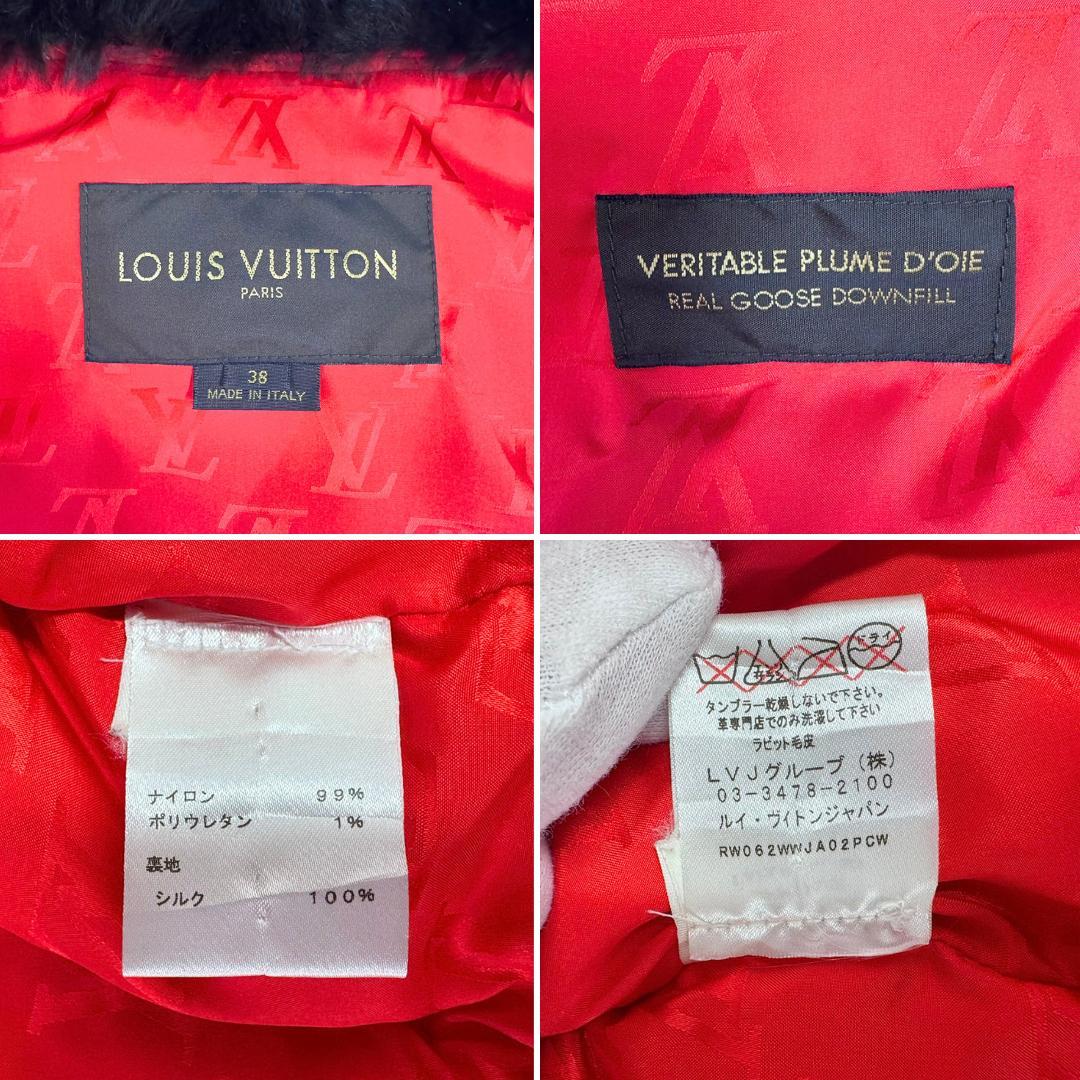 LOUIS VUITTON
PARIS
38
MADE IN ITALY
VERITABLE PLUME D'OIE
REAL GOOSE DOWNFILL
ナイロン 99%
ポリウレタン 1%
裏地
シルク 100%
ドライ
タンブラー乾燥しないで下さい。
革専門店でのみ洗濯して下さい
ラビット毛皮
LVJグループ（株）
03-3478-2100
ルイ・ヴィトンジャパン
RW062WWJA02PCW